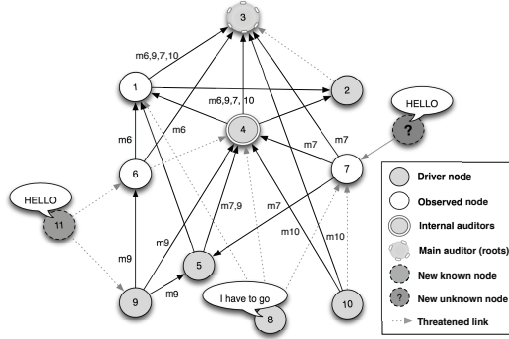 3
m6,9,7,10
1
2
m6,9,7, 10
HELLO
4
?
m6
m6
m7
m7
6
7
HELLO
Driver node
Observed node
11
m7,9
m7
Internal auditors
m9
m9
m10
m10
Main auditor (roots)
5
New known node
m9
I have to go
? New unknown node
9
8
10
Threatened link